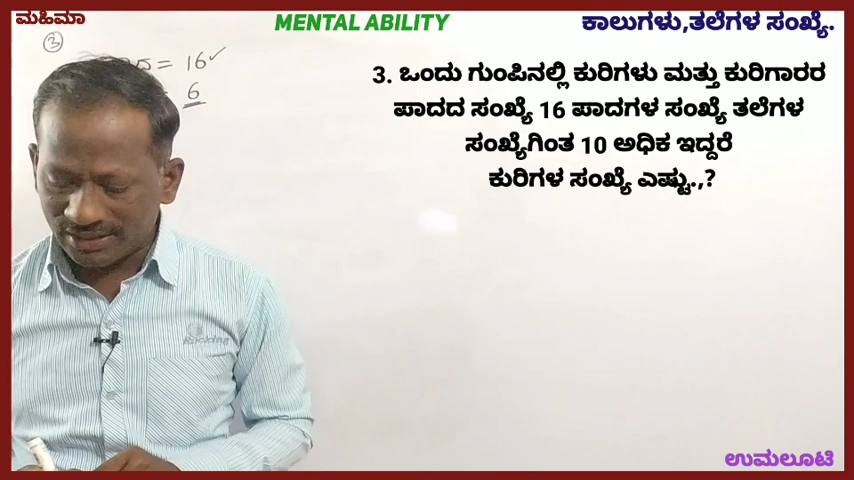 ಮಹಿಮಾ
MENTAL ABILITY
ಕಾಲುಗಳು,ತಲೆಗಳ ಸಂಖ್ಯೆ.
3
ದ = 16 ✓
= 6
3. ಒಂದು ಗುಂಪಿನಲ್ಲಿ ಕುರಿಗಳು ಮತ್ತು ಕುರಿಗಾರರ
ಪಾದದ ಸಂಖ್ಯೆ 16 ಪಾದಗಳ ಸಂಖ್ಯೆ ತಲೆಗಳ
ಸಂಖ್ಯೆಗಿಂತ 10 ಅಧಿಕ ಇದ್ದರೆ
ಕುರಿಗಳ ಸಂಖ್ಯೆ ಎಷ್ಟು.,?
ಉಮಲೂಟಿ